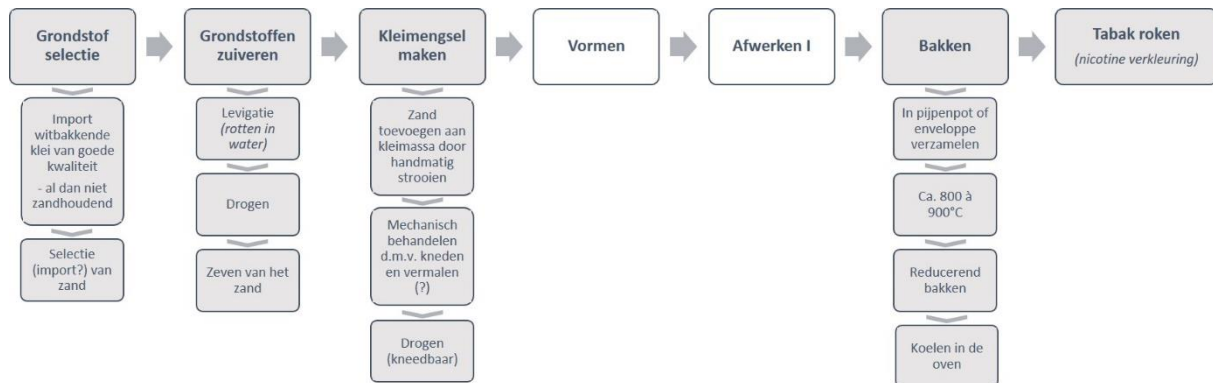 Grondstof
selectie
Import
witbakkende
klei van goede
kwaliteit
- al dan niet
zandhoudend
Selectie
(import?) van
zand
Grondstoffen
zuiveren
Levigatie
(rotten in
water)
Drogen
Zeven van het
zand
Kleimengsel
maken
Zand
toevoegen aan
kleimassa door
handmatig
strooien
Mechanisch
behandelen
d.m.v. kneden
en vermalen
(?)
Drogen
(kneedbaar)
Vormen
Afwerken I
Bakken
In pijpenpot of
enveloppe
verzamelen
Ca. 800 à
900°C
Reducerend
bakken
Koelen in de
oven
Tabak roken
(nicotine verkleuring)